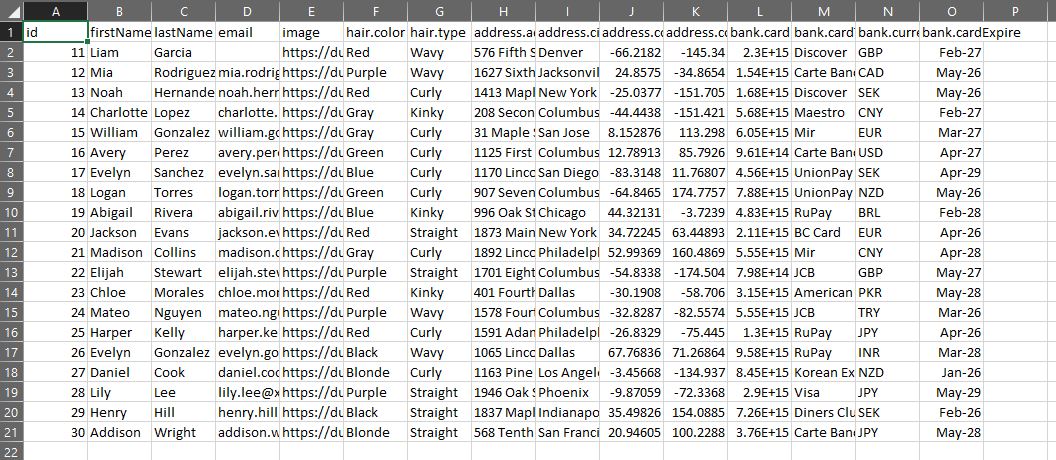 A B C D E F G H I J K L M N O P
1 id firstName lastName email image hair.color hair.type address.ad address.ci address.co address.co bank.card bank.card bank.curre bank.cardExpire
2 11 Liam Garcia https://du Red Wavy 576 Fifth S Denver -66.2182 -145.34 2.3E+15 Discover GBP Feb-27
3 12 Mia Rodriguez mia.rodrig https://du Purple Wavy 1627 Sixth Jacksonvil 24.8575 -34.8654 1.54E+15 Carte Ban CAD May-26
4 13 Noah Hernande noah.herr https://du Red Curly 1413 Mapl New York -25.0377 -151.705 1.68E+15 Discover SEK May-26
5 14 Charlotte Lopez charlotte. https://du Gray Kinky 208 Secon Columbus -44.4438 -151.421 5.68E+15 Maestro CNY Feb-27
6 15 William Gonzalez william.go https://du Gray Curly 31 Maple S San Jose 8.152876 113.298 6.05E+15 Mir EUR Mar-27
7 16 Avery Perez avery.pere https://du Green Curly 1125 First Columbus 12.78913 85.7926 9.61E+14 Carte Ban USD Apr-27
8 17 Evelyn Sanchez evelyn.sa https://du Blue Curly 1170 Linco San Diego -83.3148 11.76807 4.56E+15 UnionPay SEK Apr-29
9 18 Logan Torres logan.torr https://du Green Curly 907 Seven Columbus -64.8465 174.7757 7.88E+15 UnionPay NZD May-26
10 19 Abigail Rivera abigail.riv https://du Blue Kinky 996 Oak St Chicago 44.32131 -3.7239 4.83E+15 RuPay BRL Feb-28
11 20 Jackson Evans jackson.ev https://du Red Straight 1873 Main New York 34.72245 63.44893 2.11E+15 BC Card EUR Apr-26
12 21 Madison Collins madison.c https://du Gray Curly 1892 Linco Philadelph 52.99369 160.4869 5.55E+15 Mir CNY Apr-28
13 22 Elijah Stewart elijah.stew https://du Purple Straight 1701 Eight Columbus -54.8338 -174.504 7.98E+14 JCB GBP May-27
14 23 Chloe Morales chloe.mor https://du Red Kinky 401 Fourth Dallas -30.1908 -58.706 3.15E+15 American PKR May-28
15 24 Mateo Nguyen mateo.ng https://du Purple Wavy 1578 Four Columbus -32.8287 -82.5574 5.55E+15 JCB TRY Mar-26
16 25 Harper Kelly harper.ke https://du Red Curly 1591 Adan Philadelph -26.8329 -75.445 1.3E+15 RuPay JPY Apr-26
17 26 Evelyn Gonzalez evelyn.go https://du Black Wavy 1065 Linco Dallas 67.76836 71.26864 9.58E+15 RuPay INR Mar-28
18 27 Daniel Cook daniel.coo https://du Blonde Curly 1163 Pine Los Angel -3.45668 -134.937 8.45E+15 Korean Ex NZD Jan-26
19 28 Lily Lee lily.lee@x https://du Purple Straight 1946 Oak S Phoenix -9.87059 -72.3368 2.9E+15 Visa JPY May-29
20 29 Henry Hill henry.hill https://du Black Straight 1837 Mapl Indianapo 35.49826 154.0885 7.26E+15 Diners Clu SEK Feb-26
21 30 Addison Wright addison.w https://du Blonde Straight 568 Tenth San Franci 20.94605 100.2288 3.76E+15 Carte Ban JPY May-28
22